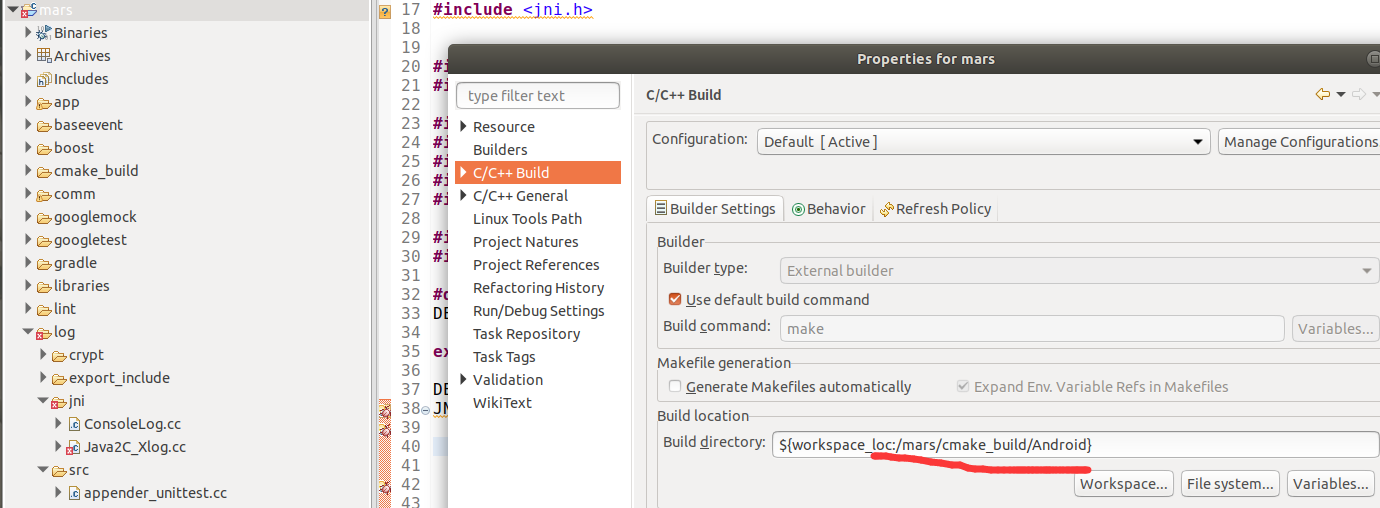 mars
Binaries
Archives
Includes
app
baseevent
boost
cmake_build
comm
googlemock
googletest
gradle
libraries
lint
log
crypt
export_include
jni
ConsoleLog.cc
Java2C_Xlog.cc
src
appender_unittest.cc
17 #include <jni.h>
18
19
20 #i
21 #i
22
23 #i
24 #i
25 #i
26 #i
27 #i
28
29 #i
30 #i
31
32
33 DE
34
35 ex
36
37 DE
38 JN
39
40
41
42
43
Properties for mars
type filter text
Resource
Builders
C/C++ Build
C/C++ General
Linux Tools Path
Project Natures
Project References
Refactoring History
Run/Debug Settings
Task Repository
Task Tags
Validation
WikiText
C/C++ Build
Configuration: Default [ Active ] Manage Configurations
Builder Settings Behavior Refresh Policy
Builder
Builder type: External builder
Use default build command
Build command: make Variables...
Makefile generation
Generate Makefiles automatically Expand Env. Variable Refs in Makefiles
Build location
Build directory: ${workspace_loc:/mars/cmake_build/Android}
Workspace... File system... Variables...